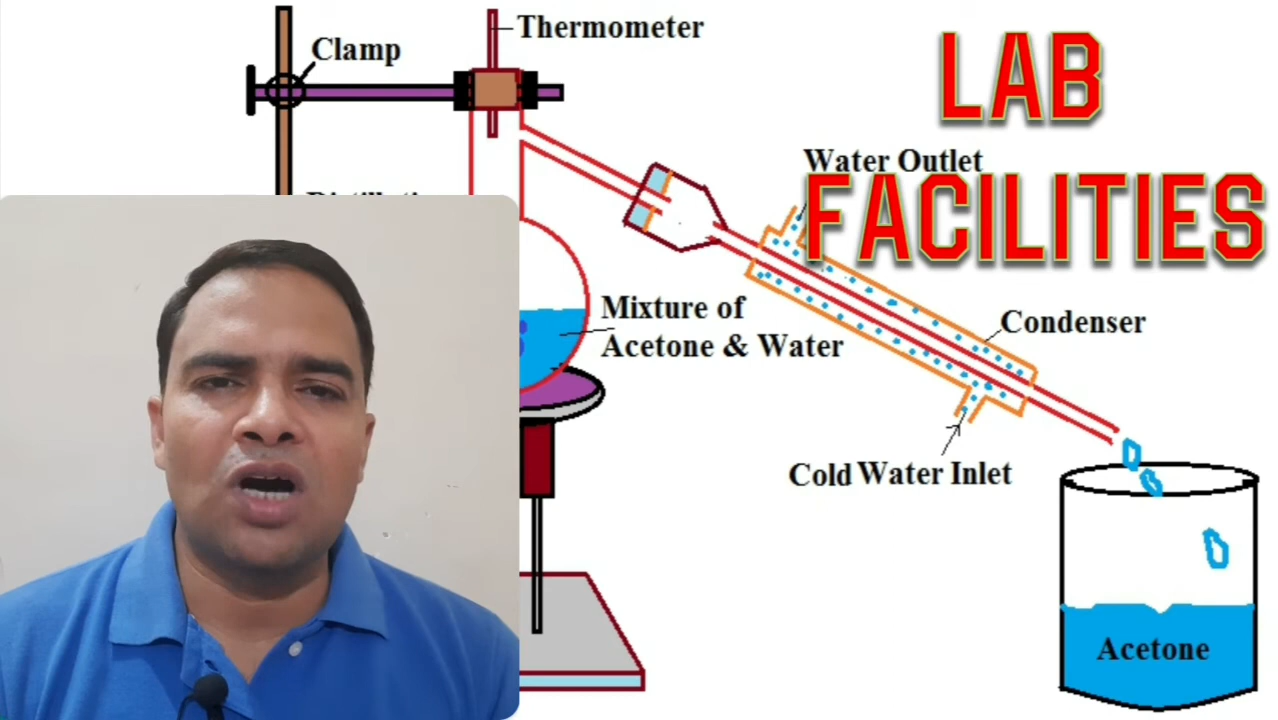 Thermometer
Clamp
LAB
FACILITIES
Water Outlet
Mixture of
Acetone & Water
Condenser
Cold Water Inlet
Acetone